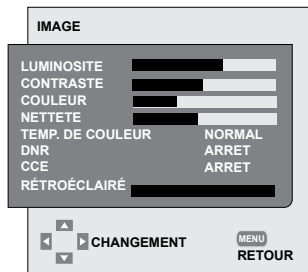 IMAGE
LUMINOSITE
CONTRASTE
COULEUR
NETTETE
TEMP. DE COULEUR NORMAL
DNR ARRET
CCE ARRET
RÉTROÉCLAIRÉ
CHANGEMENT
MENU
RETOUR